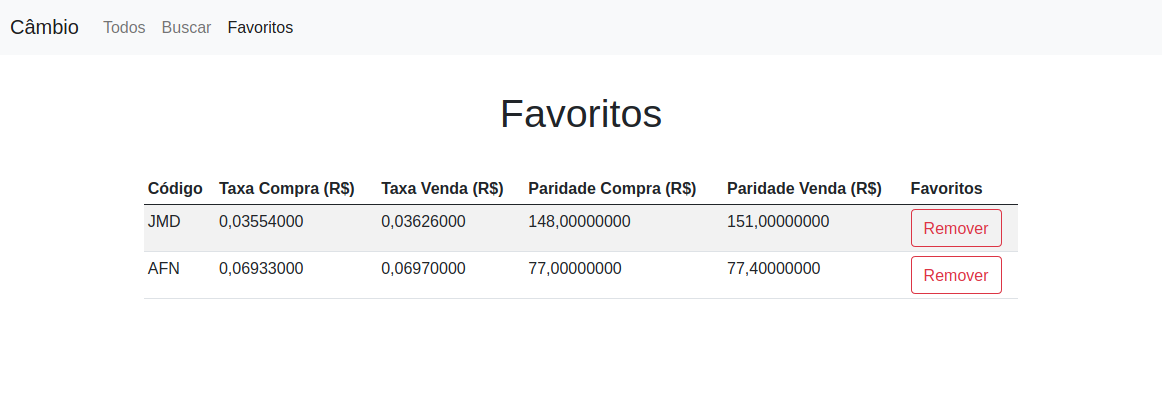 Câmbio Todos Buscar Favoritos
Favoritos
Código Taxa Compra (R$) Taxa Venda (R$) Paridade Compra (R$) Paridade Venda (R$) Favoritos
JMD 0,03554000 0,03626000 148,00000000 151,00000000 Remover
AFN 0,06933000 0,06970000 77,00000000 77,40000000 Remover